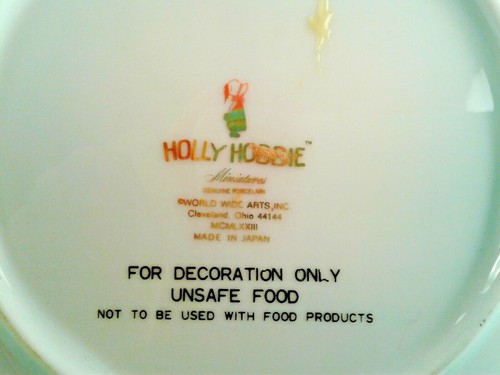 HOLLY HOBBIE™
Miniatures
GENUINE PORCELAIN
©WORLD WIDE ARTS, INC.
Cleveland, Ohio 44144
MCMLXXIII
MADE IN JAPAN
FOR DECORATION ONLY
UNSAFE FOOD
NOT TO BE USED WITH FOOD PRODUCTS